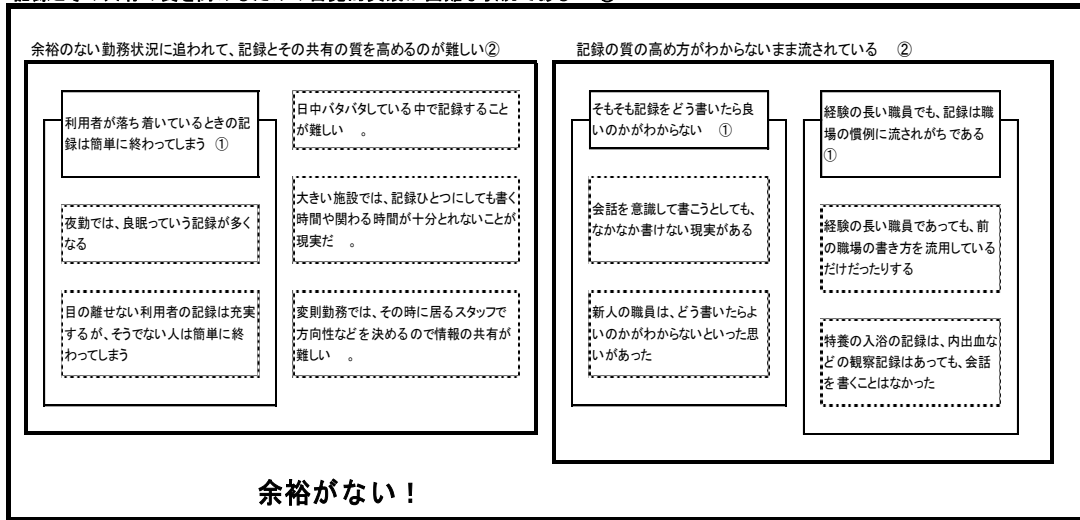 余裕のない勤務状況に追われて、記録とその共有の質を高めるのが難しい②
利用者が落ち着いているときの記
録は簡単に終わってしまう ①
夜勤では、良眠っていう記録が多く
なる
目の離せない利用者の記録は充実
するが、そうでない人は簡単に終
わってしまう
日中バタバタしている中で記録すること
が難しい 。
大きい施設では、記録ひとつにしても書く
時間や関わる時間が十分とれないことが
現実だ 。
変則勤務では、その時に居るスタッフで
方向性などを決めるので情報の共有が
難しい 。
記録の質の高め方がわからないまま流されている ②
そもそも記録をどう書いたら良
いのかがわからない ①
会話を意識して書こうとしても、
なかなか書けない現実がある
新人の職員は、どう書いたらよ
いのかがわからないといった思
いがあった
経験の長い職員でも、記録は職
場の慣例に流されがちである
①
経験の長い職員であっても、前
の職場の書き方を流用している
だけだったりする
特養の入浴の記録は、内出血な
どの観察記録はあっても、会話
を書くことはなかった
余裕がない！